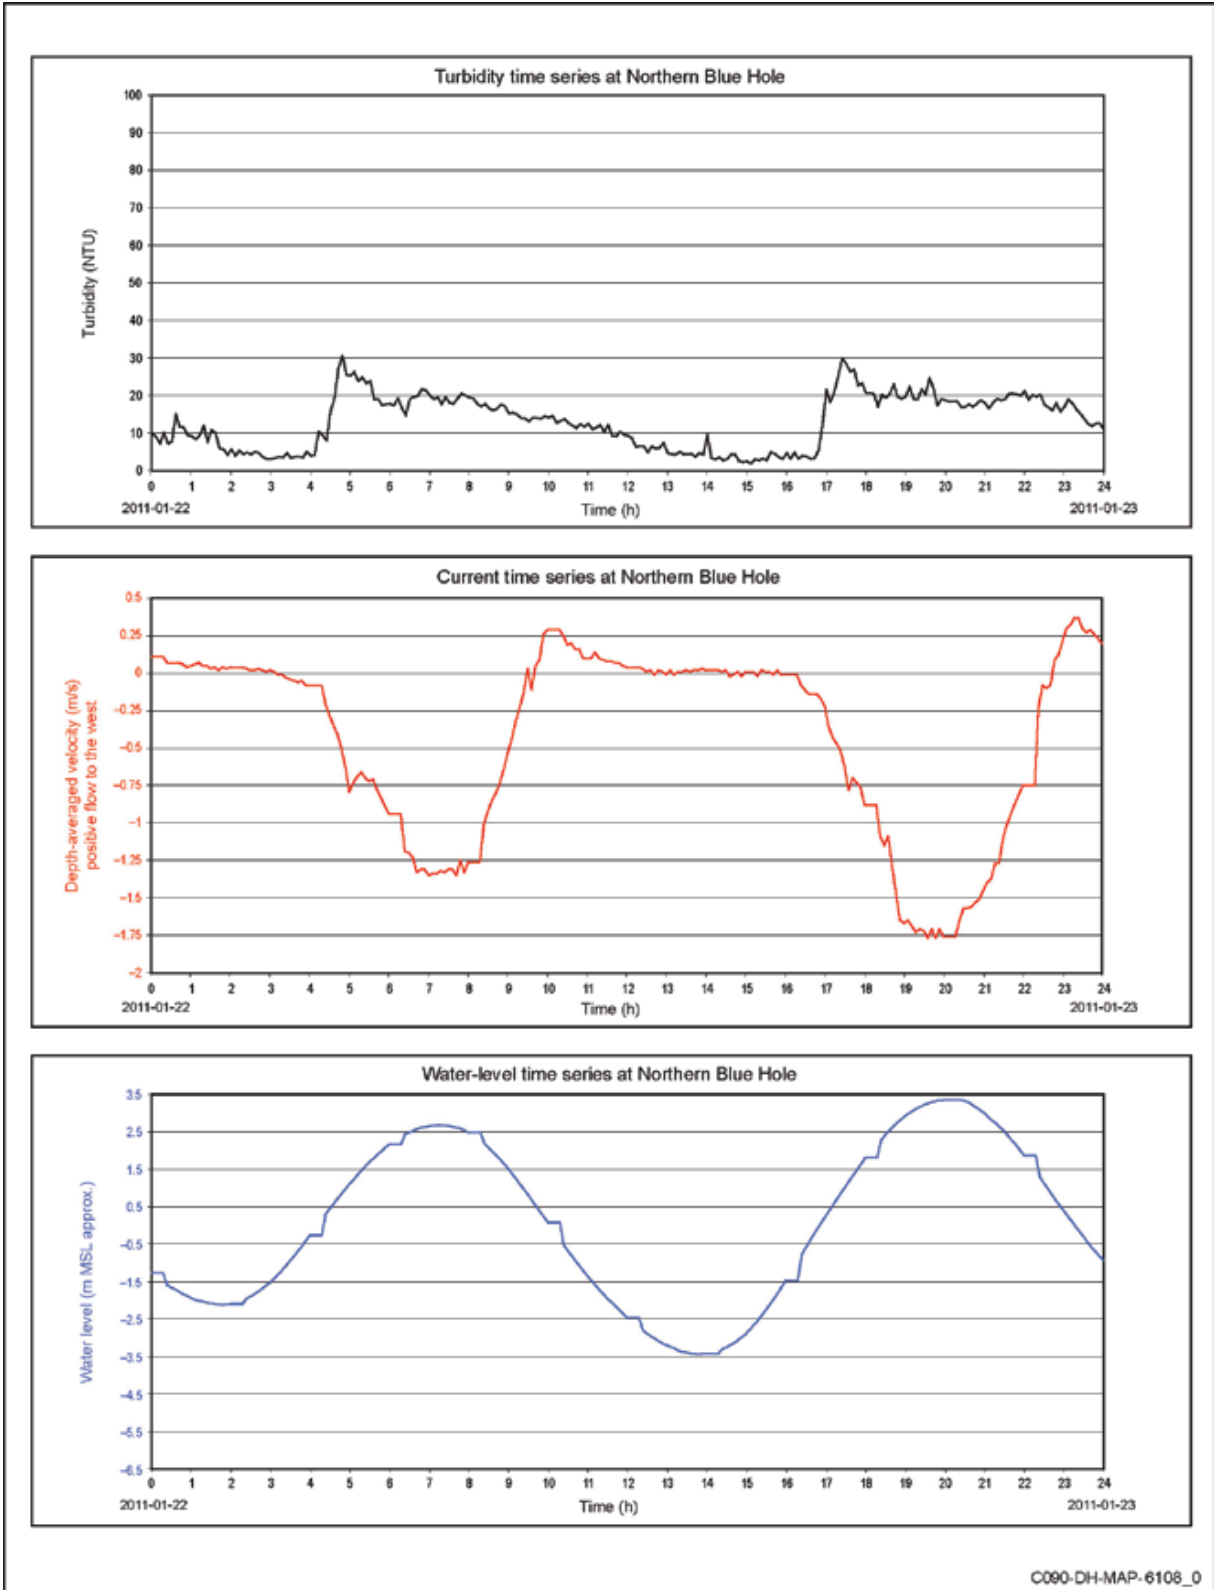 Turbidity time series at Northern Blue Hole
100
90
80
70
60
50
40
30
20
10
0
Turbidity (NTU)
0 1 2 3 4 5 6 7 8 9 10 11 12 13 14 15 16 17 18 19 20 21 22 23 24
2011-01-22 Time (h) 2011-01-23
Current time series at Northern Blue Hole
0.5
0.25
0
−0.25
−0.5
−0.75
−1
−1.25
−1.5
−1.75
−2
Depth-averaged velocity (m/s)
positive flow to the west
0 1 2 3 4 5 6 7 8 9 10 11 12 13 14 15 16 17 18 19 20 21 22 23 24
2011-01-22 Time (h) 2011-01-23
Water-level time series at Northern Blue Hole
3.5
2.5
1.5
0.5
−0.5
−1.5
−2.5
−3.5
−4.5
−5.5
−6.5
Water level (m MSL approx.)
0 1 2 3 4 5 6 7 8 9 10 11 12 13 14 15 16 17 18 19 20 21 22 23 24
2011-01-22 Time (h) 2011-01-23
C090-DH-MAP-6108_0